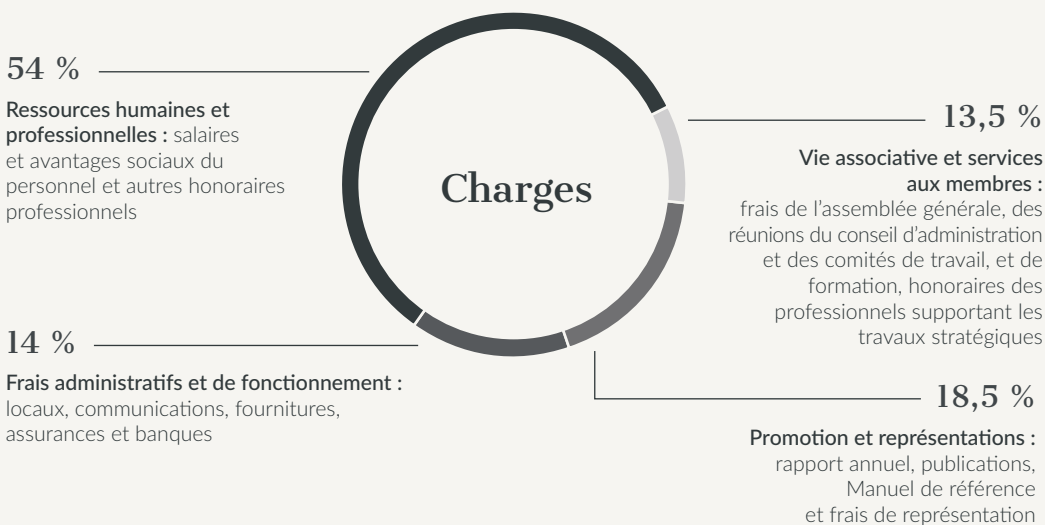 54 %
Ressources humaines et
professionnelles : salaires
et avantages sociaux du
personnel et autres honoraires
professionnels
14 %
Frais administratifs et de fonctionnement :
locaux, communications, fournitures,
assurances et banques
Charges
13,5 %
Vie associative et services
aux membres :
frais de l’assemblée générale, des
réunions du conseil d’administration
et des comités de travail, et de
formation, honoraires des
professionnels supportant les
travaux stratégiques
18,5 %
Promotion et représentations :
rapport annuel, publications,
Manuel de référence
et frais de représentation